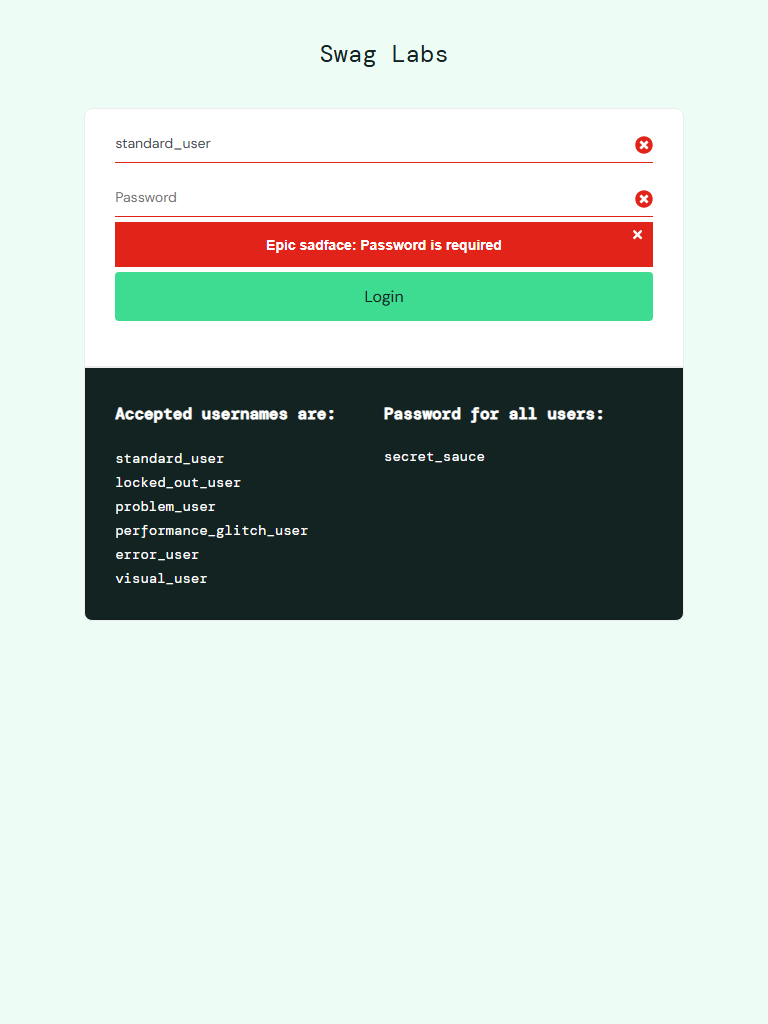 Swag Labs
standard_user
Password
Epic sadface: Password is required
Login
Accepted usernames are:
standard_user
locked_out_user
problem_user
performance_glitch_user
error_user
visual_user
Password for all users:
secret_sauce